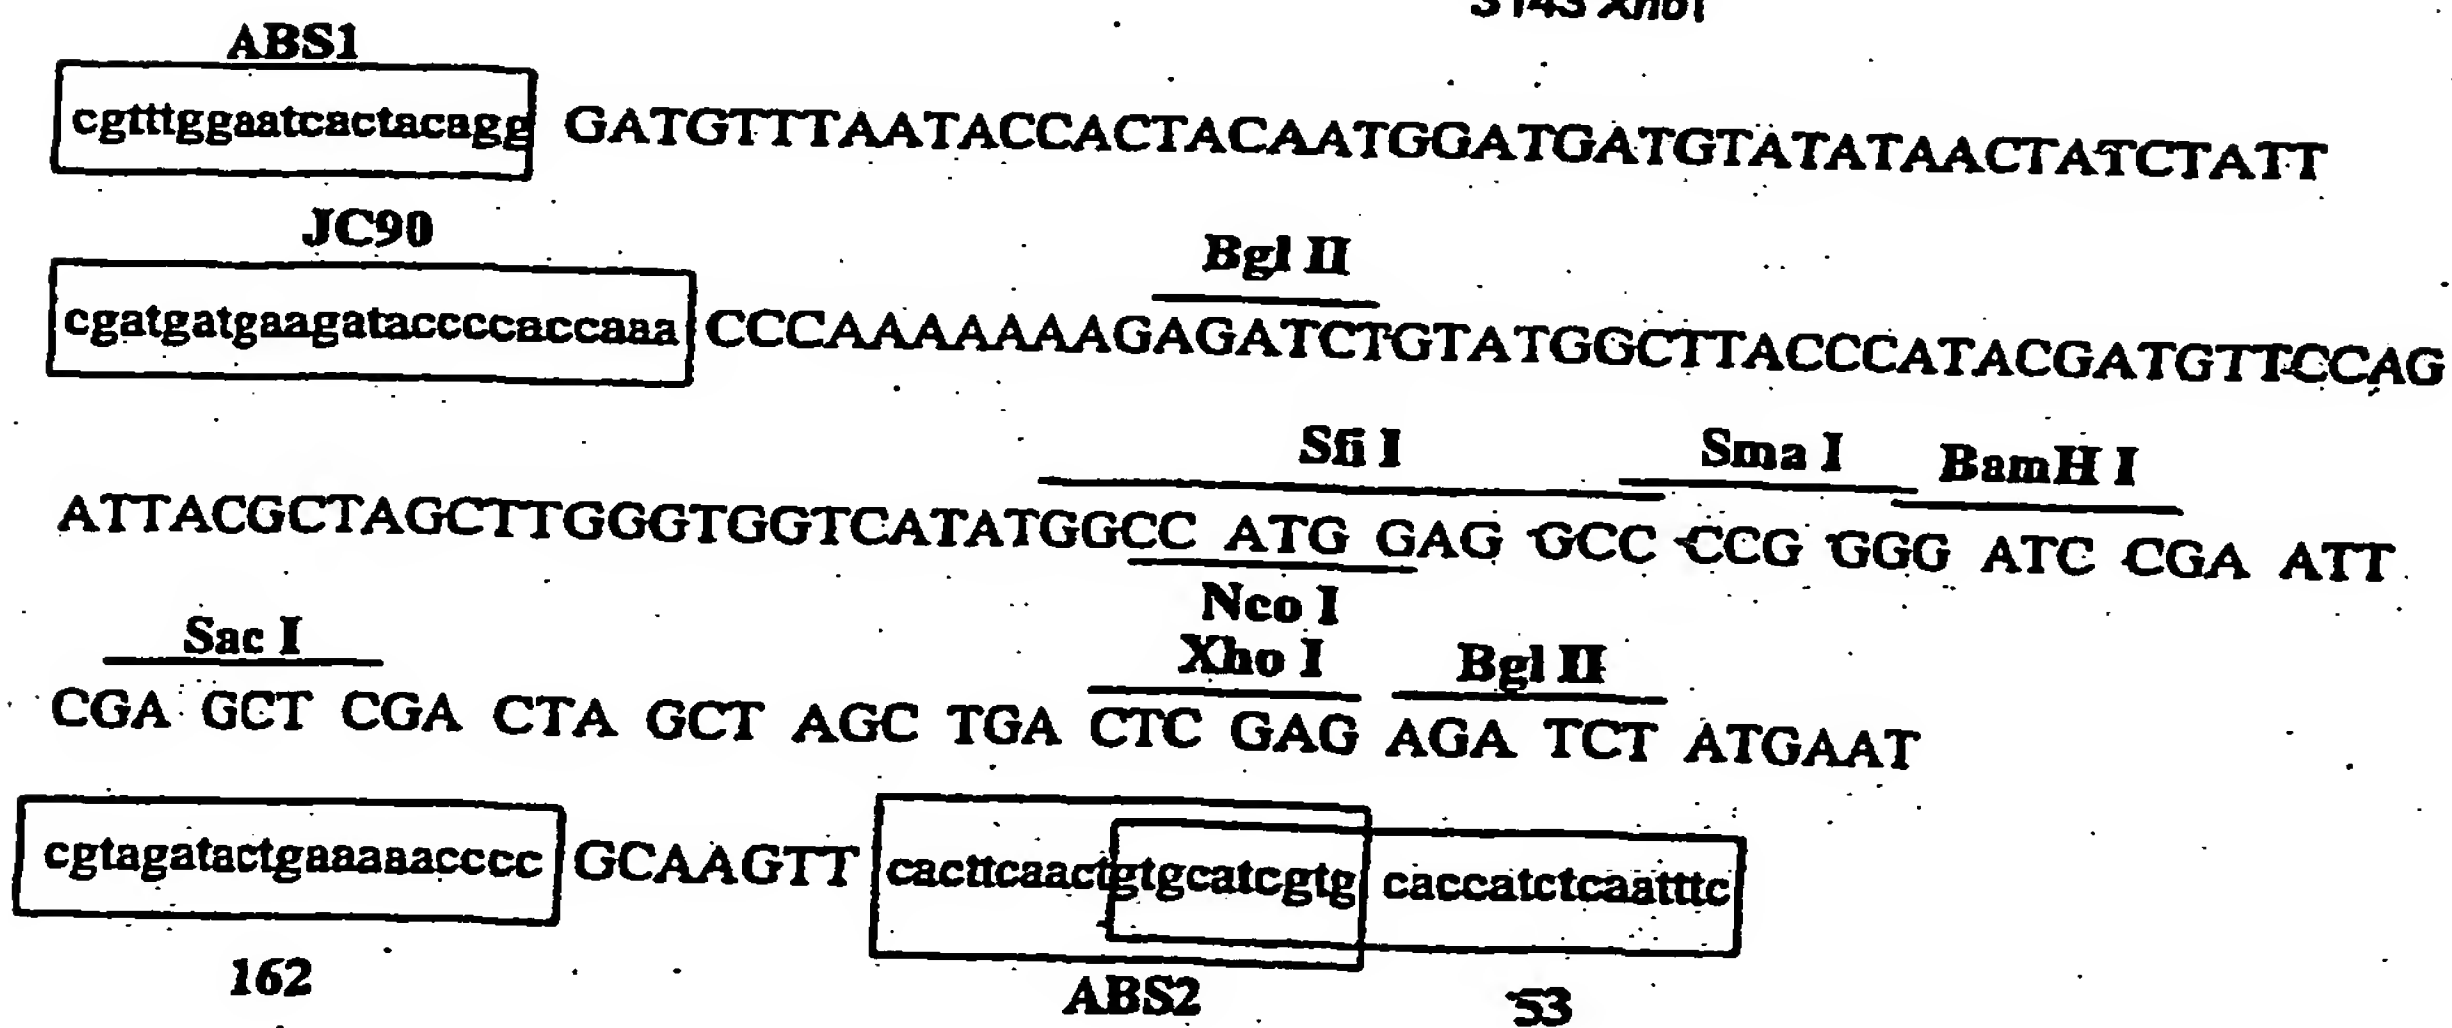 3143 XhoI
ABS1
cgtttggaatcactacagg GATGTTTAATACCACTACAATGGATGATGTATATAACTATCTATT
JC90
Bgl II
cgatgatgaagataccccaccaaa CCCAAAAAAAGAGATCTGTATGGCTTACCCATACGATGTTCCAG
Sfi I Sma I BamH I
ATTACGCTAGCTTGGGTGGTCATATGGCC ATG GAG GCC CCG GGG ATC CGA ATT
Nco I
Sac I Xho I Bgl II
CGA GCT CGA CTA GCT AGC TGA CTC GAG AGA TCT ATGAAT
cgtagatactgaaaaacccc GCAAGTT cacttcaactgtgcatcgtg caccatctcaatttc
162 ABS2 53